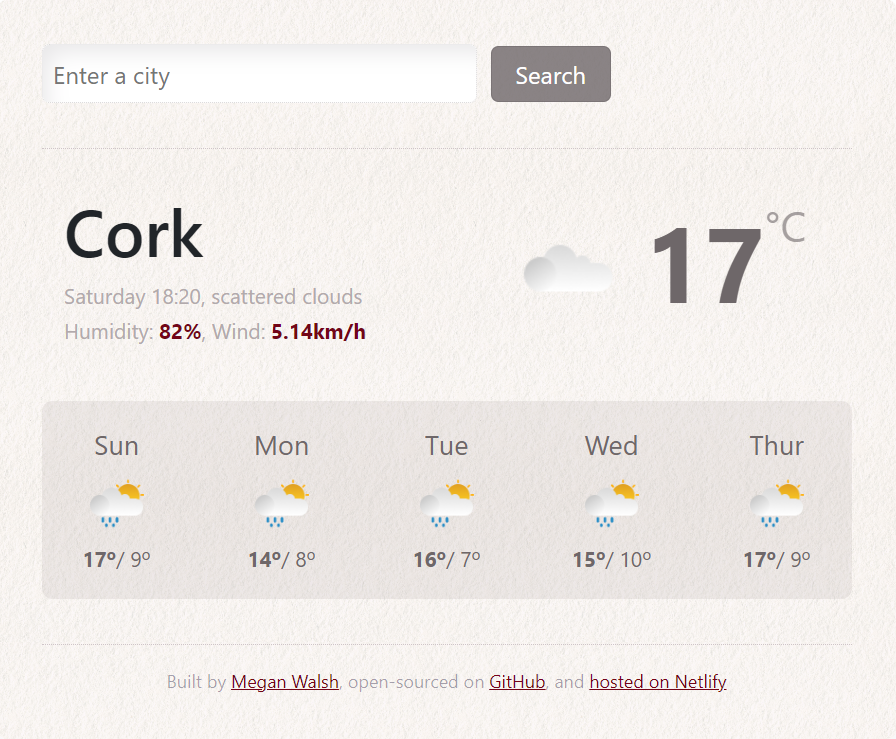 Enter a city Search
Cork
17°C
Saturday 18:20, scattered clouds
Humidity: 82%, Wind: 5.14km/h
Sun Mon Tue Wed Thur
17º/ 9º 14º/ 8º 16º/ 7º 15º/ 10º 17º/ 9º
Built by Megan Walsh, open-sourced on GitHub, and hosted on Netlify